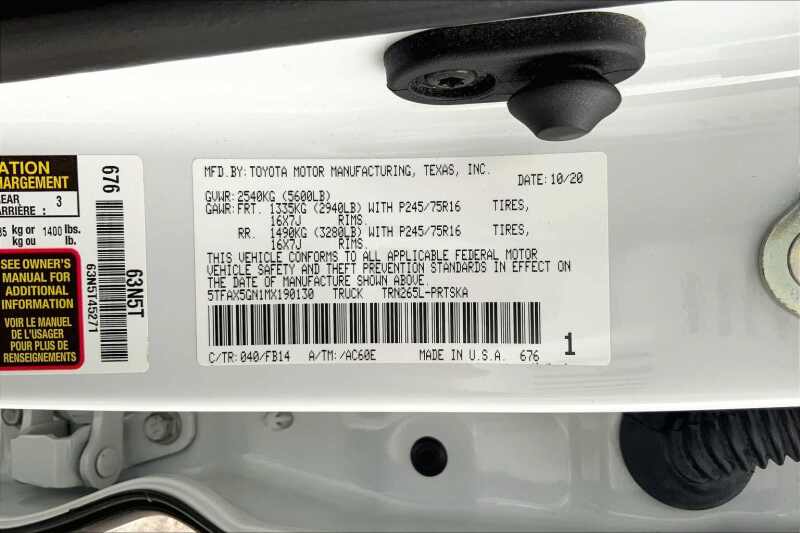 ATION
HARGEMENT
EAR
ARRIÈRE:
3
35 kg or 1400 lbs.
ou lb.
SEE OWNER'S
MANUAL FOR
ADDITIONAL
INFORMATION
VOIR LE MANUEL
DE L'USAGER
POUR PLUS DE
RENSEIGNEMENTS
676
63N5T
63N5T45271
MFD.BY: TOYOTA MOTOR MANUFACTURING, TEXAS, INC.
DATE: 10/20
GVWR: 2540KG (5600LB)
GAWR: FRT. 1335KG (2940LB) WITH P245/75R16 TIRES,
16X7J RIMS.
RR. 1490KG (3280LB) WITH P245/75R16 TIRES,
16X7J RIMS.
THIS VEHICLE CONFORMS TO ALL APPLICABLE FEDERAL MOTOR
VEHICLE SAFETY AND THEFT PREVENTION STANDARDS IN EFFECT ON
THE DATE OF MANUFACTURE SHOWN ABOVE.
5TFAX5GN1MX190130 TRUCK TRN265L-PRTSKA
C/TR: 040/FB14 A/TM: /AC60E MADE IN U.S.A. 676 1